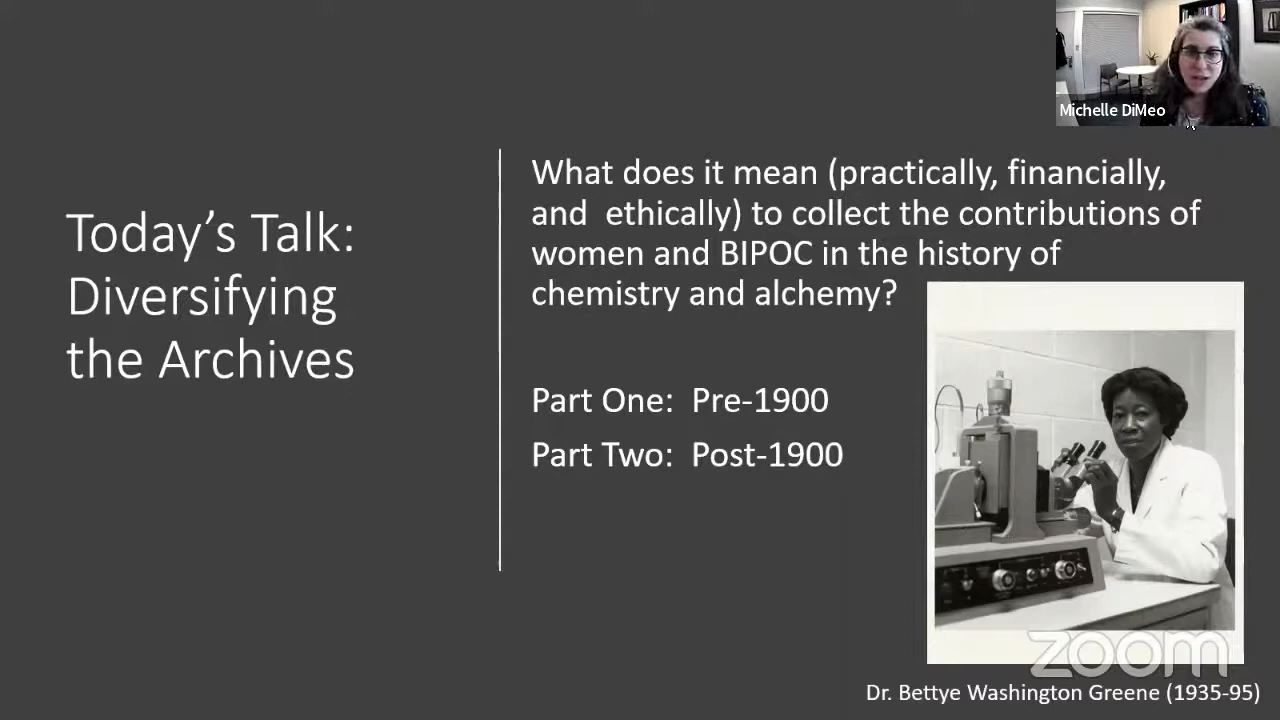 Michelle DiMeo
Today's Talk:
Diversifying
the Archives
What does it mean (practically, financially,
and ethically) to collect the contributions of
women and BIPOC in the history of
chemistry and alchemy?
Part One: Pre-1900
Part Two: Post-1900
zoom
Dr. Bettye Washington Greene (1935-95)